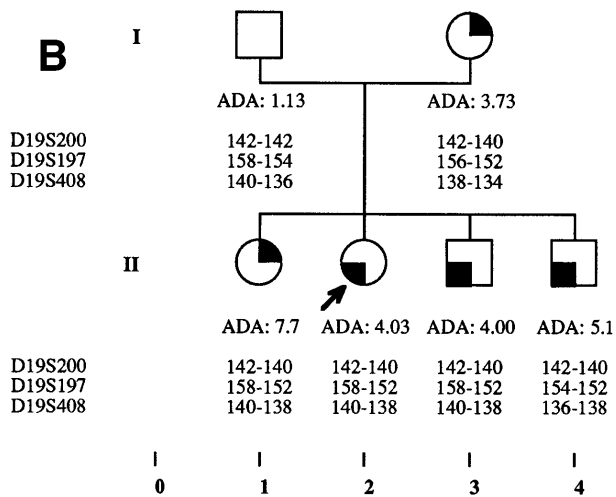 I
B
ADA: 1.13 ADA: 3.73
D19S200 142-142 142-140
D19S197 158-154 156-152
D19S408 140-136 138-134
II
ADA: 7.7 ADA: 4.03 ADA: 4.00 ADA: 5.1
D19S200 142-140 142-140 142-140 142-140
D19S197 158-152 158-152 158-152 154-152
D19S408 140-138 140-138 140-138 136-138
0 1 2 3 4